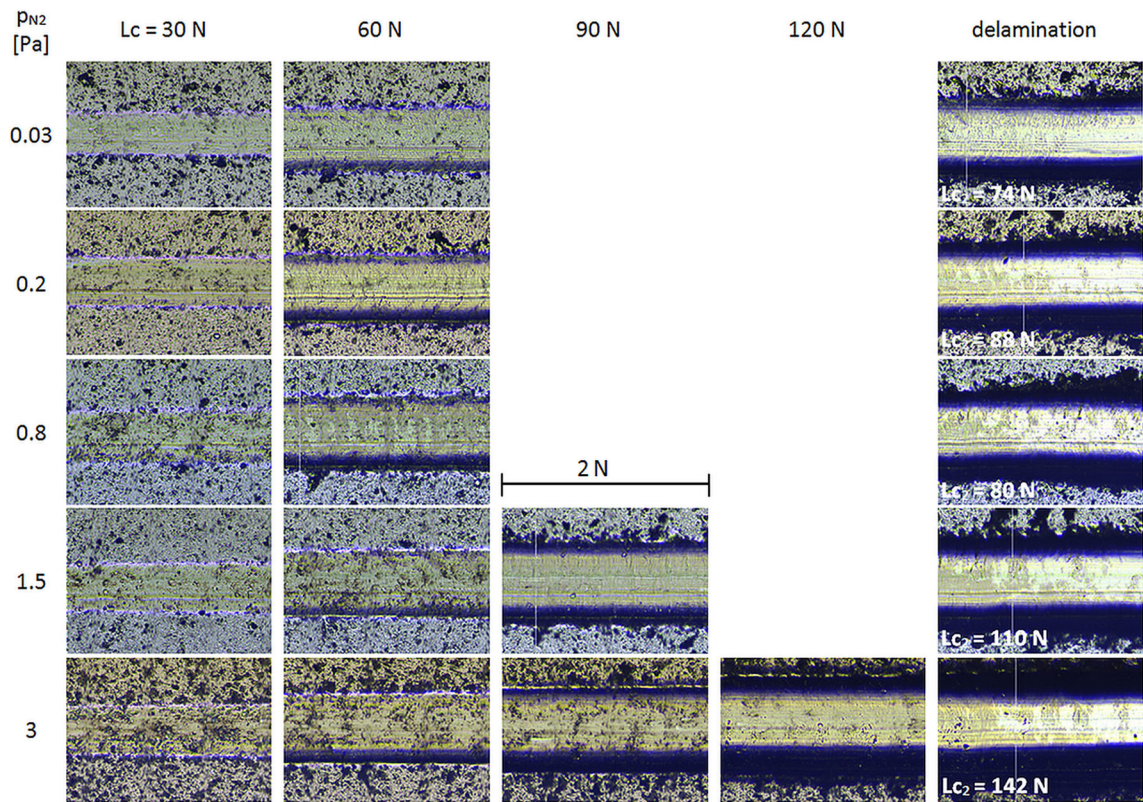 pN2
[Pa]
Lc = 30 N
60 N
90 N
120 N
delamination
0.03
Lc₂ = 74 N
0.2
Lc₂ = 88 N
0.8
Lc₂ = 80 N
2 N
1.5
Lc₂ = 110 N
3
Lc₂ = 142 N